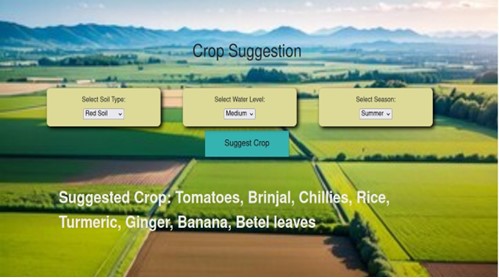 Crop Suggestion
Select Soil Type:
Red Soil
Select Water Level:
Medium
Select Season:
Summer
Suggest Crop
Suggested Crop: Tomatoes, Brinjal, Chillies, Rice,
Turmeric, Ginger, Banana, Betel leaves